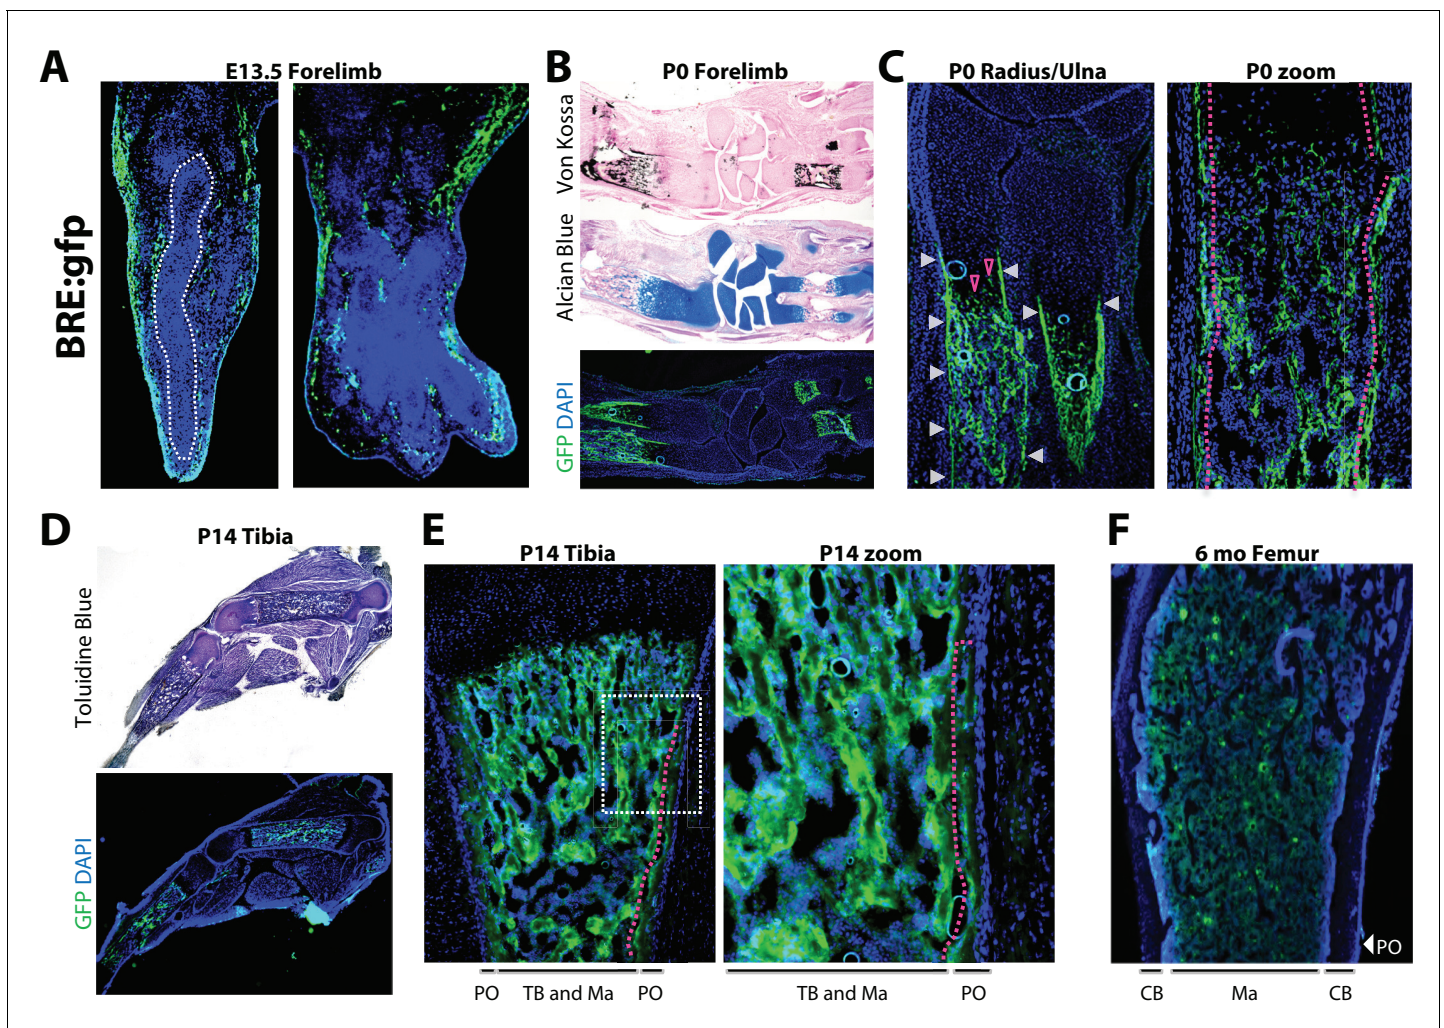 A
E13.5 Forelimb
BRE:gfp
B
P0 Forelimb
Von Kossa
Alcian Blue
GFP DAPI
C
P0 Radius/Ulna
P0 zoom
D
P14 Tibia
Toluidine Blue
GFP DAPI
E
P14 Tibia
P14 zoom
PO
TB and Ma
PO
TB and Ma
PO
F
6 mo Femur
PO
CB
Ma
CB